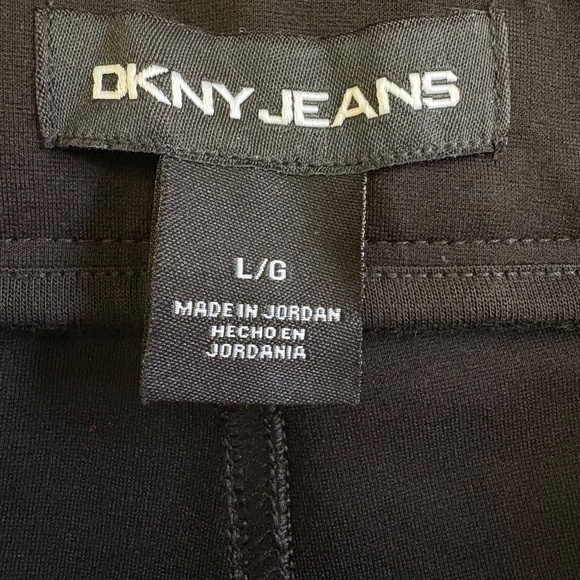 DKNY JEANS
L/G
MADE IN JORDAN
HECHO EN
JORDANIA